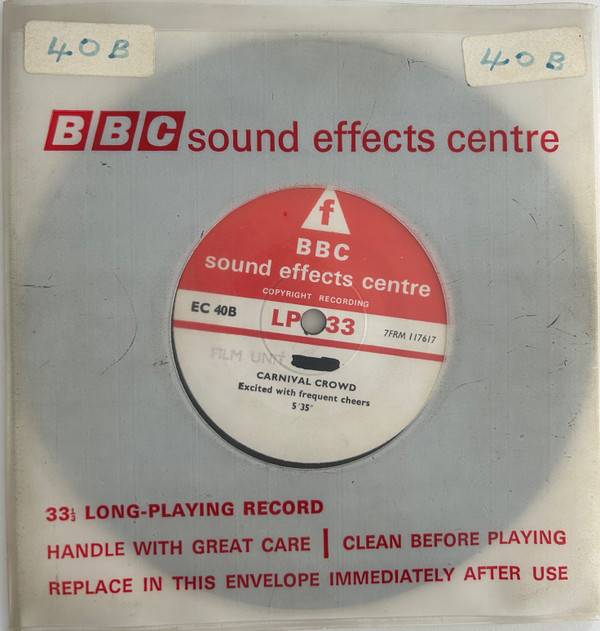 40B
40B
BBC sound effects centre
f
BBC
sound effects centre
COPYRIGHT RECORDING
EC 40B
LP 33
7FRM 117617
FILM UNIT
CARNIVAL CROWD
Excited with frequent cheers
5'35"
33⅓ LONG-PLAYING RECORD
HANDLE WITH GREAT CARE | CLEAN BEFORE PLAYING
REPLACE IN THIS ENVELOPE IMMEDIATELY AFTER USE